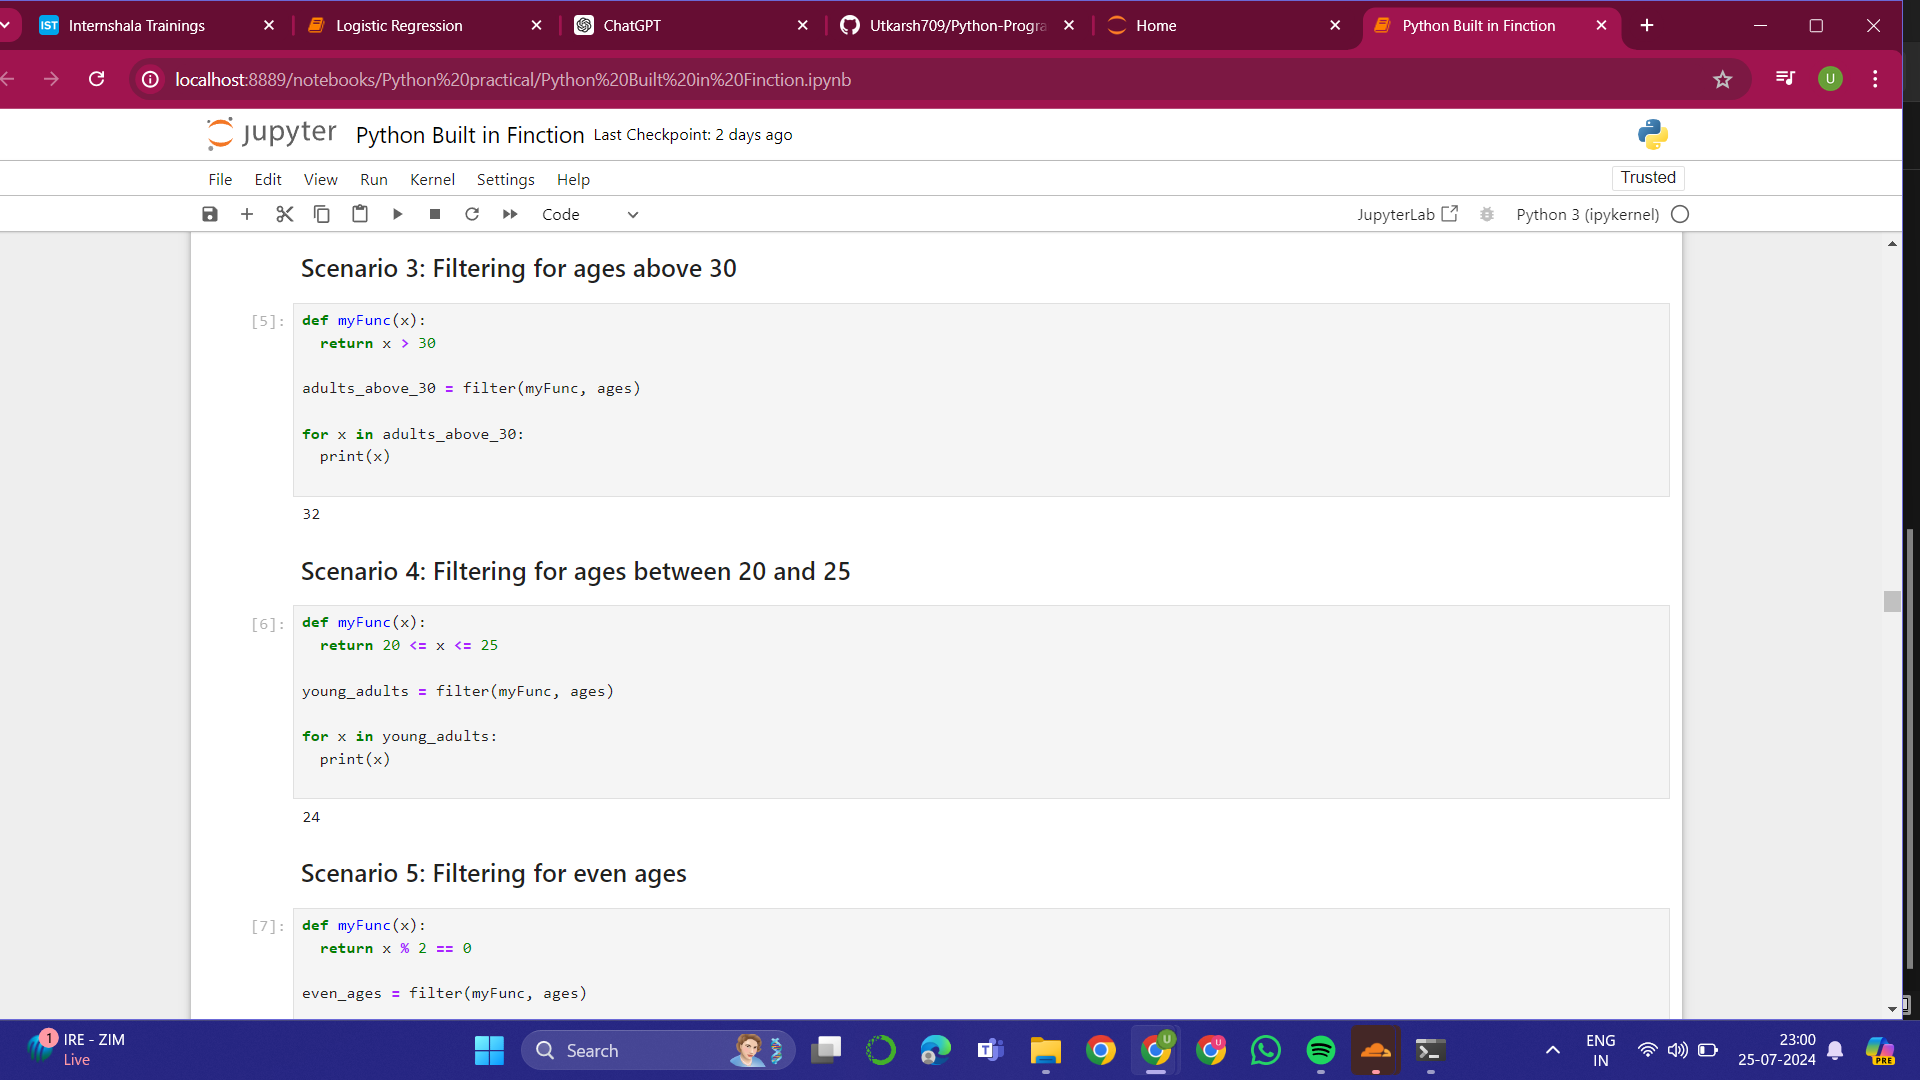 Internshala Trainings
Logistic Regression
ChatGPT
Utkarsh709/Python-Progra
Home
Python Built in Finction
localhost:8889/notebooks/Python%20practical/Python%20Built%20in%20Finction.ipynb
U
jupyter Python Built in Finction Last Checkpoint: 2 days ago
File Edit View Run Kernel Settings Help
Trusted
Code
JupyterLab
Python 3 (ipykernel)
Scenario 3: Filtering for ages above 30
[5]:
def myFunc(x):
  return x > 30

adults_above_30 = filter(myFunc, ages)

for x in adults_above_30:
  print(x)
32
Scenario 4: Filtering for ages between 20 and 25
[6]:
def myFunc(x):
  return 20 <= x <= 25

young_adults = filter(myFunc, ages)

for x in young_adults:
  print(x)
24
Scenario 5: Filtering for even ages
[7]:
def myFunc(x):
  return x % 2 == 0

even_ages = filter(myFunc, ages)
1
IRE - ZIM
Live
Search
ENG
IN
23:00
25-07-2024
PRE